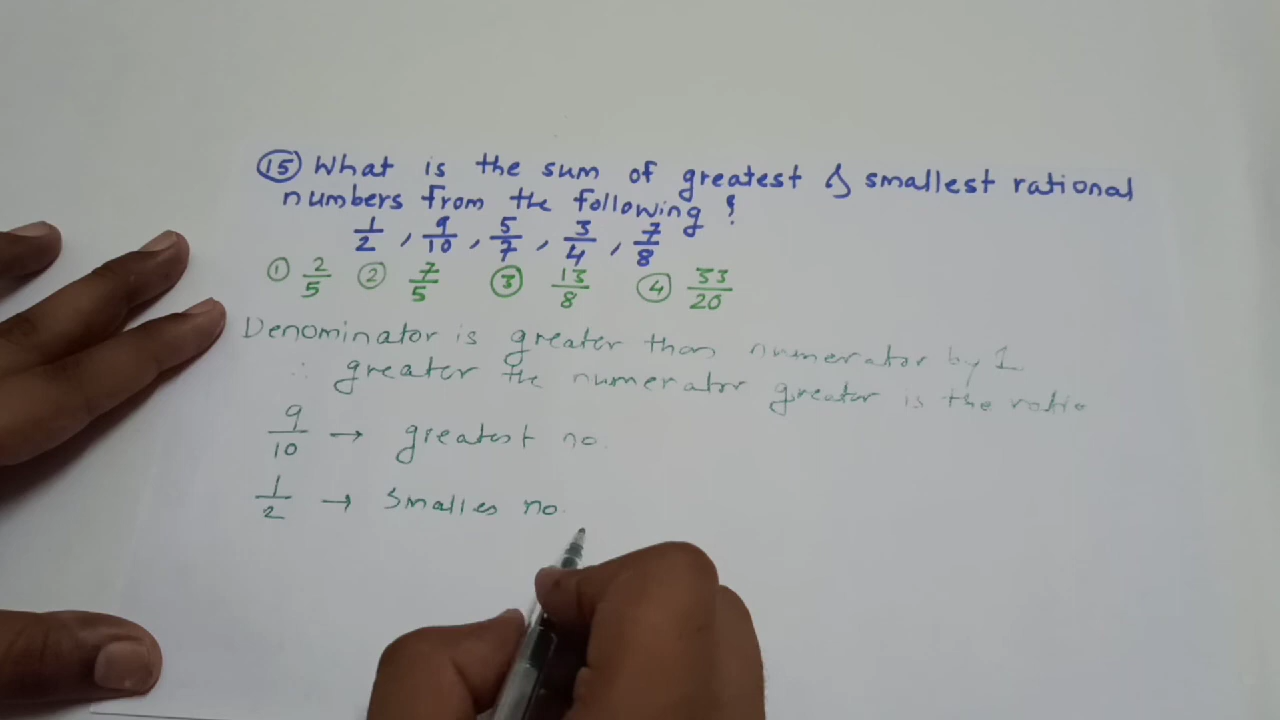 15 What is the sum of greatest & smallest rational
numbers from the following ?
1/2 , 9/10 , 5/7 , 3/4 , 7/8
1 2/5 2 7/5 3 13/8 4 33/20
Denominator is greater than numerator by 1
∴ greater the numerator greater is the ratio
9/10 → greatest no.
1/2 → Smalles no.